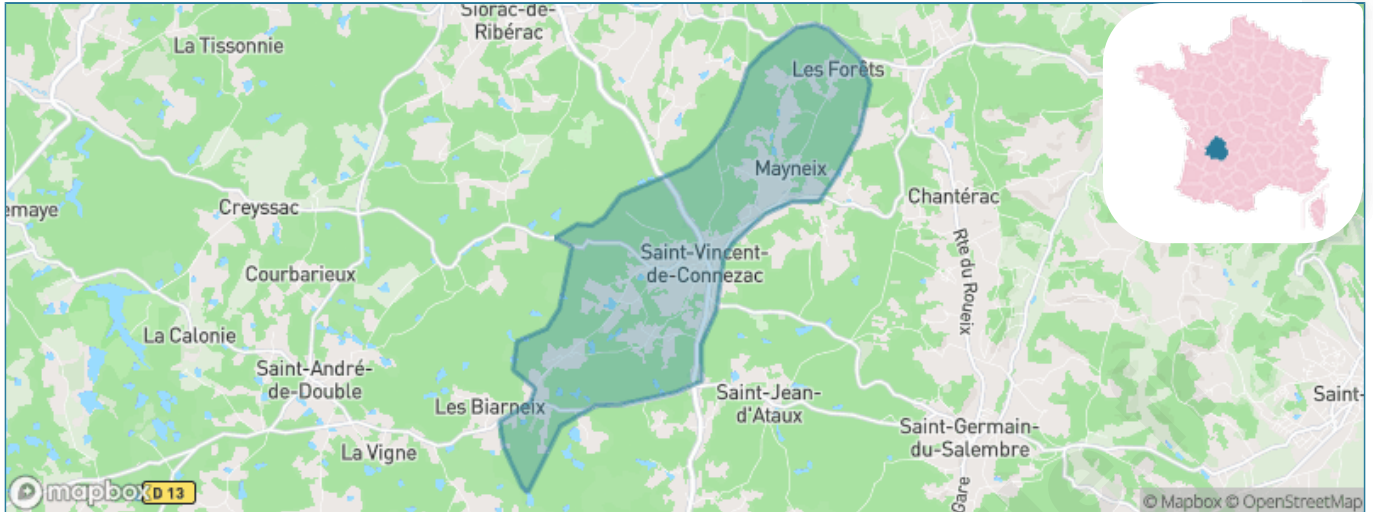 Siorac-de-
Ribérac
La Tissonnie
Les Forêts
Mayneix
emaye
Creyssac
Chantérac
Rte du Roueix
Saint-Vincent-
de-Connezac
Courbarieux
La Calonie
Saint-André-
de-Double
Les Biarneix
Saint-Jean-
d'Ataux
Saint-
La Vigne
Saint-Germain-
du-Salembre
Gare
mapbox
D 13
© Mapbox © OpenStreetMap